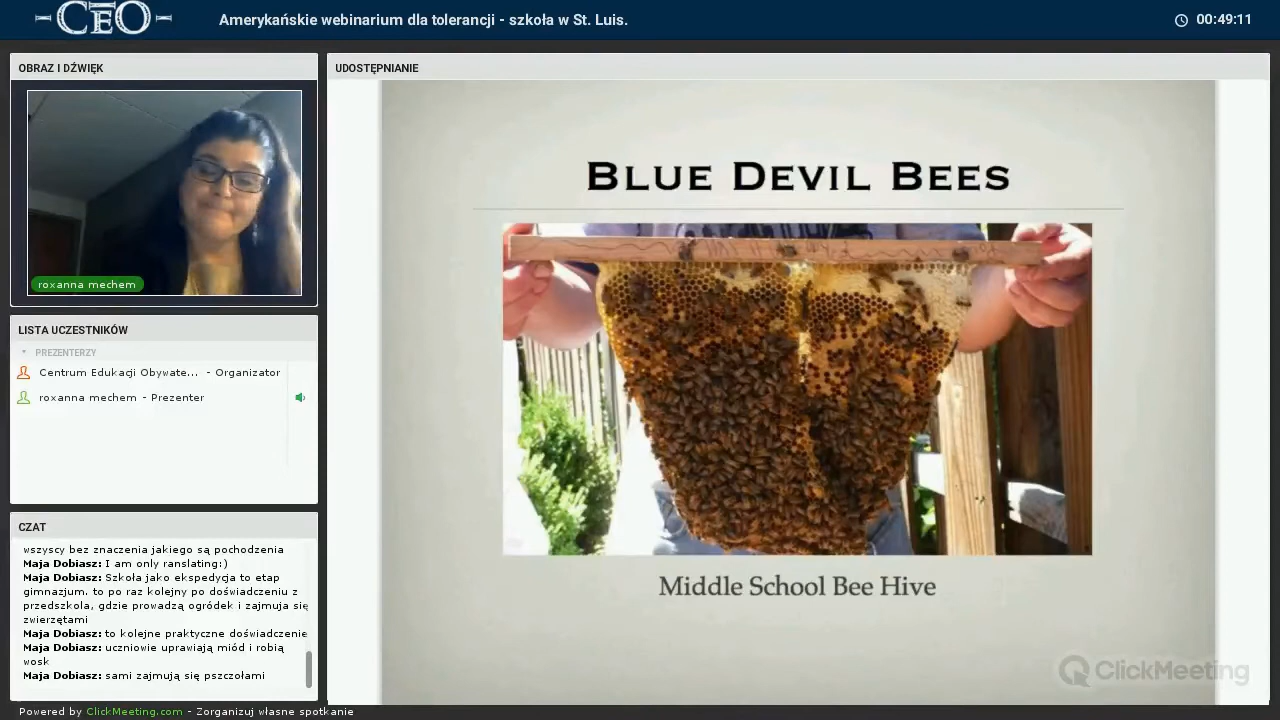 CEO
Amerykańskie webinarium dla tolerancji - szkoła w St. Luis.
00:49:11
OBRAZ I DŹWIĘK
roxanna mechem
LISTA UCZESTNIKÓW
PREZENTERZY
Centrum Edukacji Obywate... - Organizator
roxanna mechem - Prezenter
CZAT
wszyscy bez znaczenia jakiego są pochodzenia
Maja Dobiasz: I am only ranslating:)
Maja Dobiasz: Szkoła jako ekspedycja to etap
gimnazjum. to po raz kolejny po doświadczeniu z
przedszkola, gdzie prowadzą ogródek i zajmuja się
zwierzętami
Maja Dobiasz: to kolejne praktyczne doświadczenie
Maja Dobiasz: uczniowie uprawiają miód i robią
wosk
Maja Dobiasz: sami zajmują się pszczołami
UDOSTĘPNIANIE
BLUE DEVIL BEES
Middle School Bee Hive
ClickMeeting
Powered by ClickMeeting.com - Zorganizuj własne spotkanie